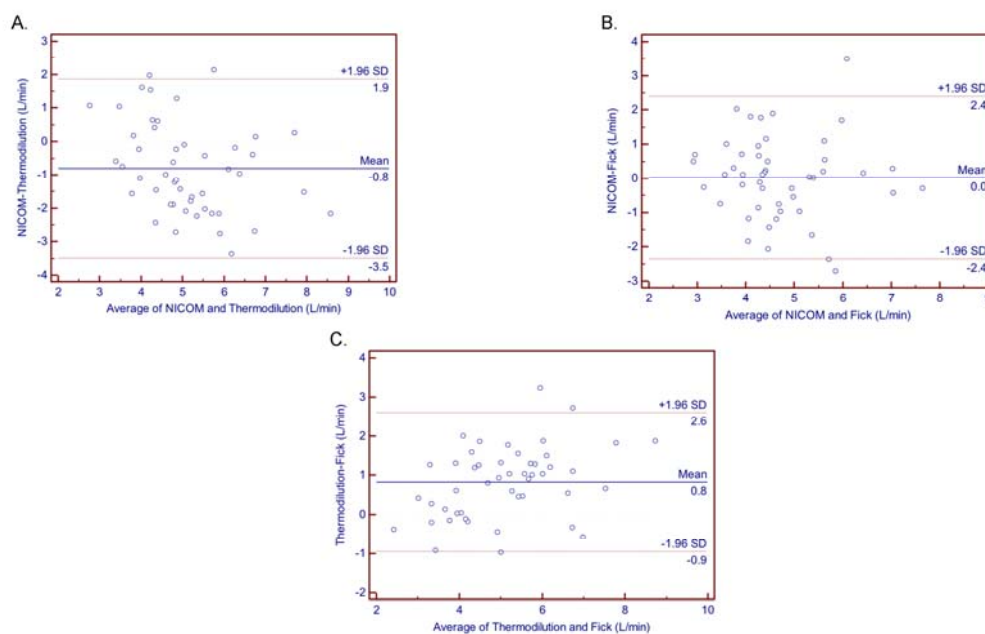 A.
3
2
1
-0
-1
-2
-3
-4
2
3
4
5
6
7
8
9
10
NICOM-Thermodilution (L/min)
Average of NICOM and Thermodilution (L/min)
+1.96 SD
1.9
Mean
-0.8
-1.96 SD
-3.5
B.
4
3
2
1
0
-1
-2
-3
2
3
4
5
6
7
8
NICOM-Fick (L/min)
Average of NICOM and Fick (L/min)
+1.96 SD
2.4
Mean
0.0
-1.96 SD
-2.4
C.
4
3
2
1
0
-1
-2
2
4
6
8
10
Thermodilution-Fick (L/min)
Average of Thermodilution and Fick (L/min)
+1.96 SD
2.6
Mean
0.8
-1.96 SD
-0.9